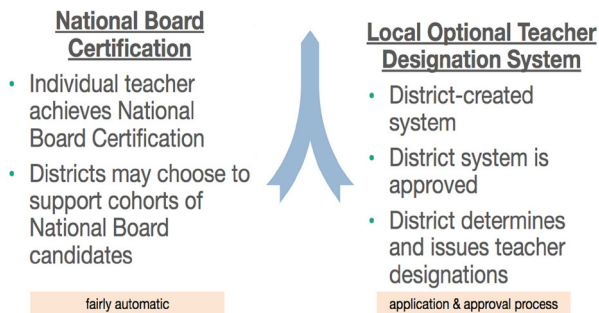 National Board
Certification
• Individual teacher
achieves National
Board Certification
• Districts may choose to
support cohorts of
National Board
candidates
fairly automatic
Local Optional Teacher
Designation System
• District-created
system
• District system is
approved
• District determines
and issues teacher
designations
application & approval process